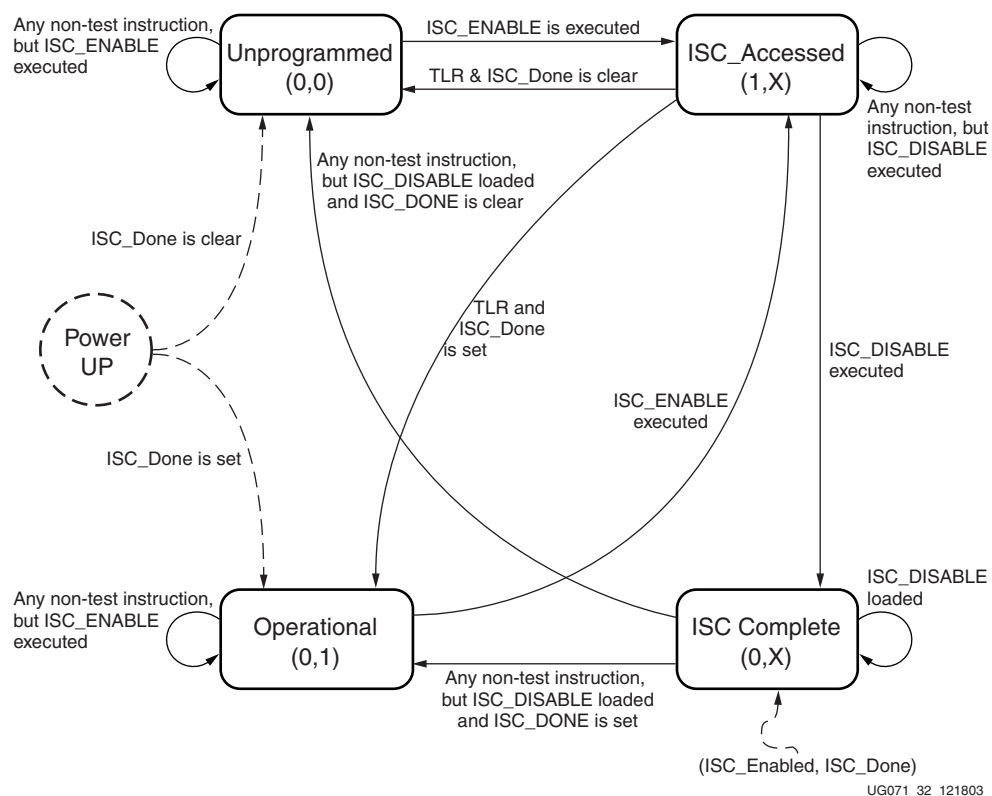 Any non-test instruction,
but ISC_ENABLE
executed
Unprogrammed
(0,0)
ISC_ENABLE is executed
TLR & ISC_Done is clear
ISC_Accessed
(1,X)
Any non-test
instruction, but
ISC_DISABLE
executed
Any non-test instruction,
but ISC_DISABLE loaded
and ISC_DONE is clear
ISC_Done is clear
Power
UP
TLR and
ISC_Done
is set
ISC_DISABLE
executed
ISC_ENABLE
executed
ISC_Done is set
Any non-test instruction,
but ISC_ENABLE
executed
Operational
(0,1)
ISC Complete
(0,X)
ISC_DISABLE
loaded
Any non-test instruction,
but ISC_DISABLE loaded
and ISC_DONE is set
(ISC_Enabled, ISC_Done)
UG071_32_121803